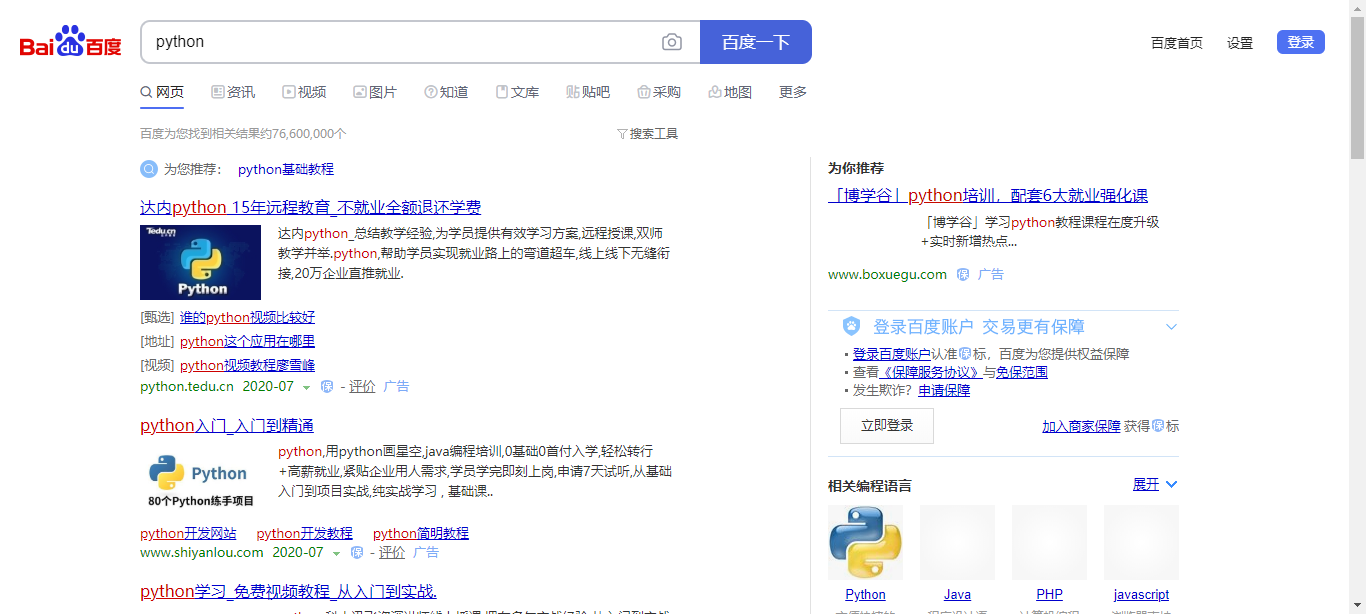 Bai du 百度
python
百度一下
百度首页 设置 登录
网页 资讯 视频 图片 知道 文库 贴吧 采购 地图 更多
百度为您找到相关结果约76,600,000个
搜索工具
为您推荐： python基础教程
达内python 15年远程教育_不就业全额退还学费
Tedu.cn
Python
达内python_总结教学经验,为学员提供有效学习方案,远程授课,双师
教学并举.python,帮助学员实现就业路上的弯道超车,线上线下无缝衔
接,20万企业直推就业.
[甄选] 谁的python视频比较好
[地址] python这个应用在哪里
[视频] python视频教程廖雪峰
python.tedu.cn 2020-07 保 - 评价 广告
python入门_入门到精通
Python
80个Python练手项目
python,用python画星空,java编程培训,0基础0首付入学,轻松转行
+高薪就业,紧贴企业用人需求,学员学完即刻上岗,申请7天试听,从基础
入门到项目实战,纯实战学习 , 基础课..
python开发网站 python开发教程 python简明教程
www.shiyanlou.com 2020-07 保 - 评价 广告
python学习_免费视频教程_从入门到实战.
为你推荐
「博学谷」python培训，配套6大就业强化课
「博学谷」学习python教程课程在度升级
+实时新增热点...
www.boxuegu.com 保 广告
登录百度账户 交易更有保障
登录百度账户认准保标，百度为您提供权益保障
查看《保障服务协议》与免保范围
发生欺诈？申请保障
立即登录
加入商家保障 获得保标
相关编程语言
展开
Python Java PHP javascript